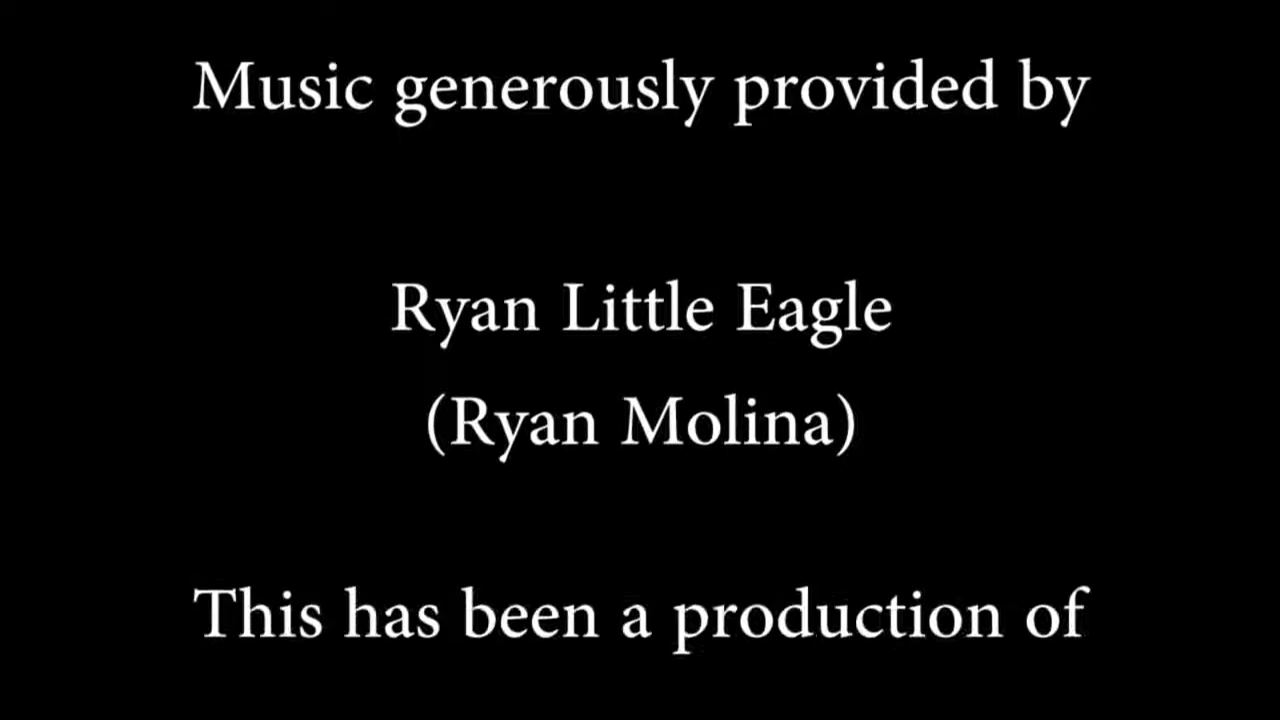 Music generously provided by
Ryan Little Eagle
(Ryan Molina)
This has been a production of